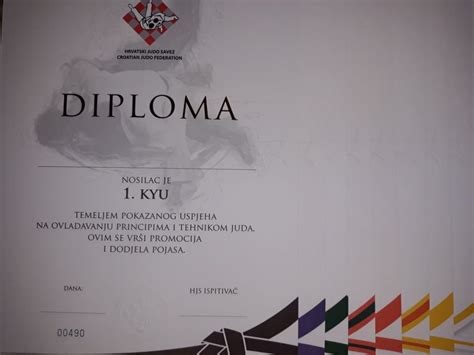 HRVATSKI JUDO SAVEZ
CROATIAN JUDO FEDERATION
DIPLOMA
NOSILAC JE
1. KYU
TEMELJEM POKAZANOG USPJEHA
NA OVLADAVANJU PRINCIPIMA I TEHNIKOM JUDA,
OVIM SE VRŠI PROMOCIJA
I DODJELA POJASA.
DANA
HJS ISPITIVAČ
00490